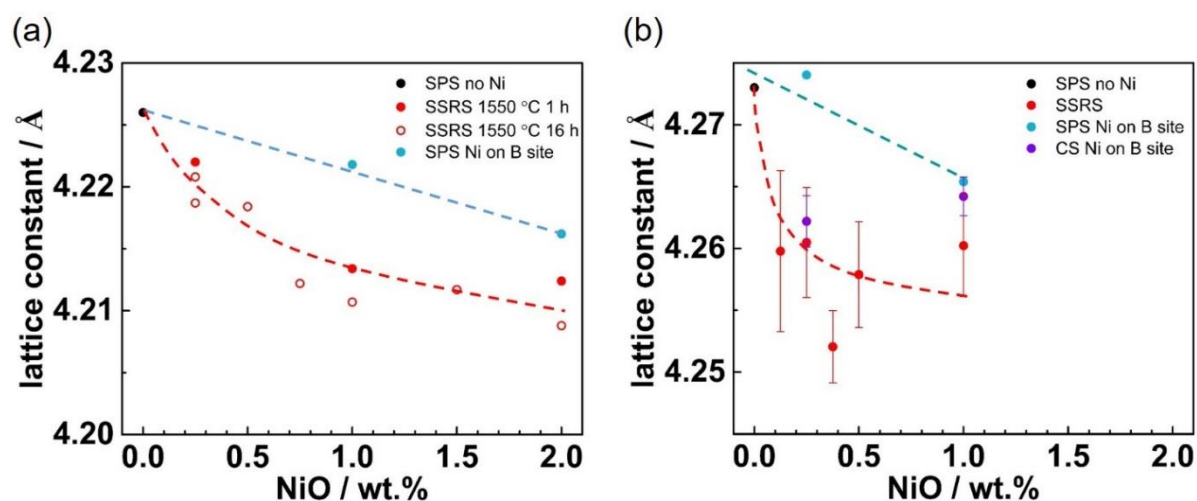 (a)
4.23
4.22
4.21
4.20
lattice constant / Å
SPS no Ni
SSRS 1550 °C 1 h
SSRS 1550 °C 16 h
SPS Ni on B site
0.0 0.5 1.0 1.5 2.0
NiO / wt.%
(b)
4.27
4.26
4.25
lattice constant / Å
SPS no Ni
SSRS
SPS Ni on B site
CS Ni on B site
0.0 0.5 1.0 1.5 2.0
NiO / wt.%